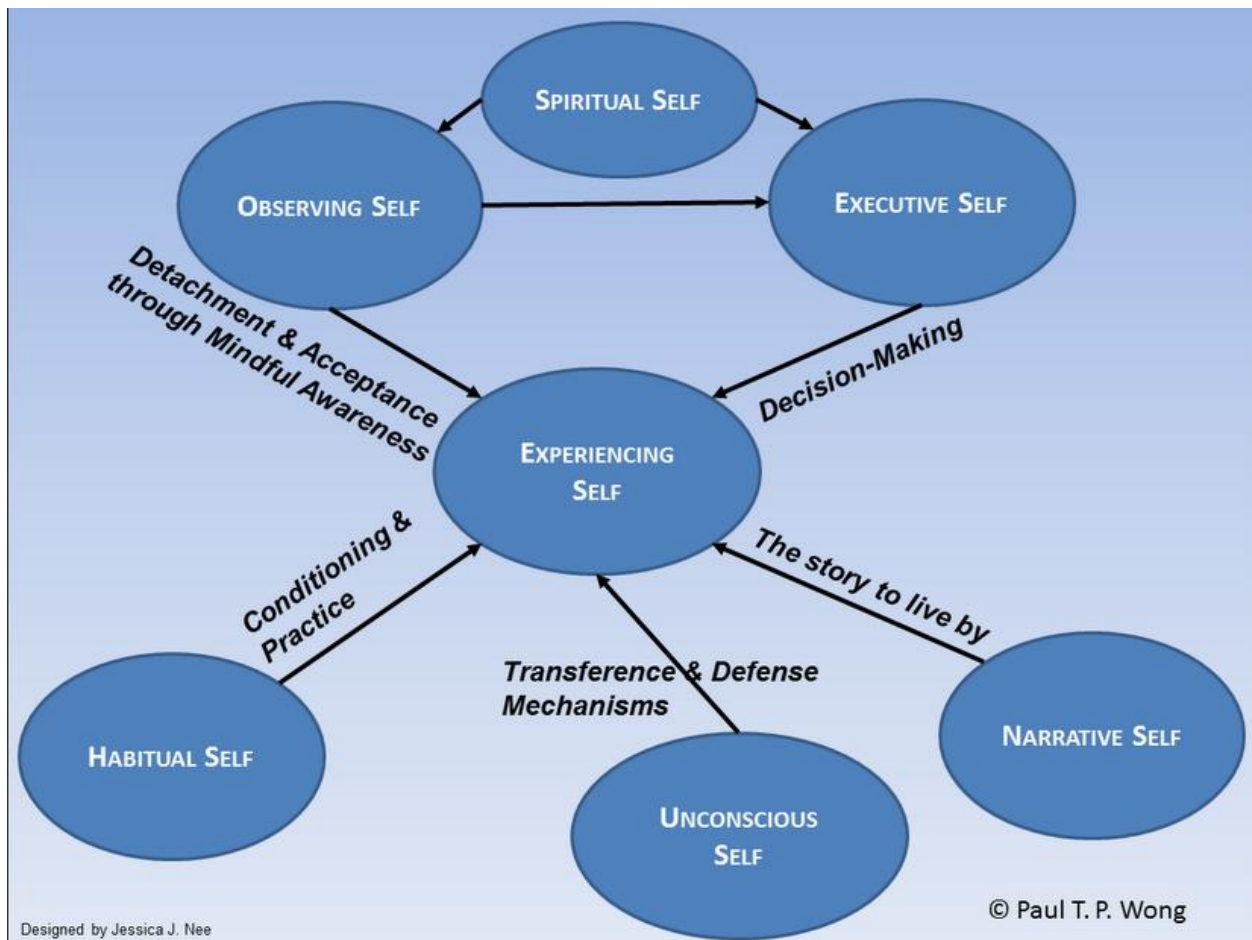 Spiritual Self
Observing Self
Executive Self
Detachment & Acceptance
through Mindful Awareness
Decision-Making
Experiencing
Self
Conditioning &
Practice
The story to live by
Transference & Defense
Mechanisms
Habitual Self
Narrative Self
Unconscious
Self
© Paul T. P. Wong
Designed by Jessica J. Nee